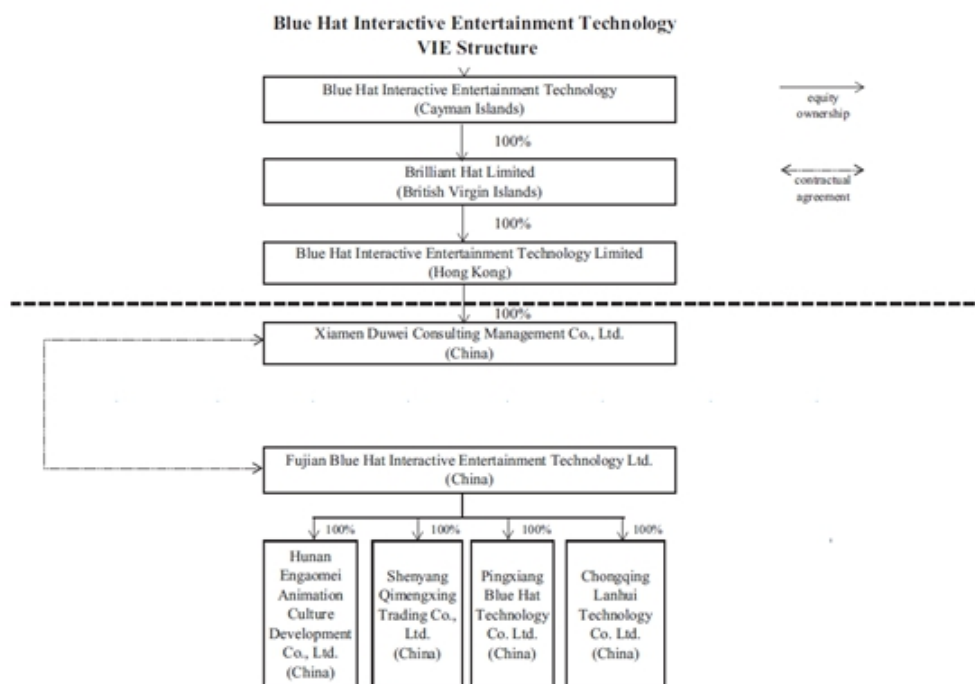 Blue Hat Interactive Entertainment Technology
VIE Structure
Blue Hat Interactive Entertainment Technology
(Cayman Islands)
equity
ownership
100%
Brilliant Hat Limited
(British Virgin Islands)
contractual
agreement
100%
Blue Hat Interactive Entertainment Technology Limited
(Hong Kong)
100%
Xiamen Duwei Consulting Management Co., Ltd.
(China)
Fujian Blue Hat Interactive Entertainment Technology Ltd.
(China)
100%
100%
100%
100%
Hunan
Engaomei
Animation
Culture
Development
Co., Ltd.
(China)
Shenyang
Qimengxing
Trading Co.,
Ltd.
(China)
Pingxiang
Blue Hat
Technology
Co. Ltd.
(China)
Chongqing
Lanhui
Technology
Co. Ltd.
(China)